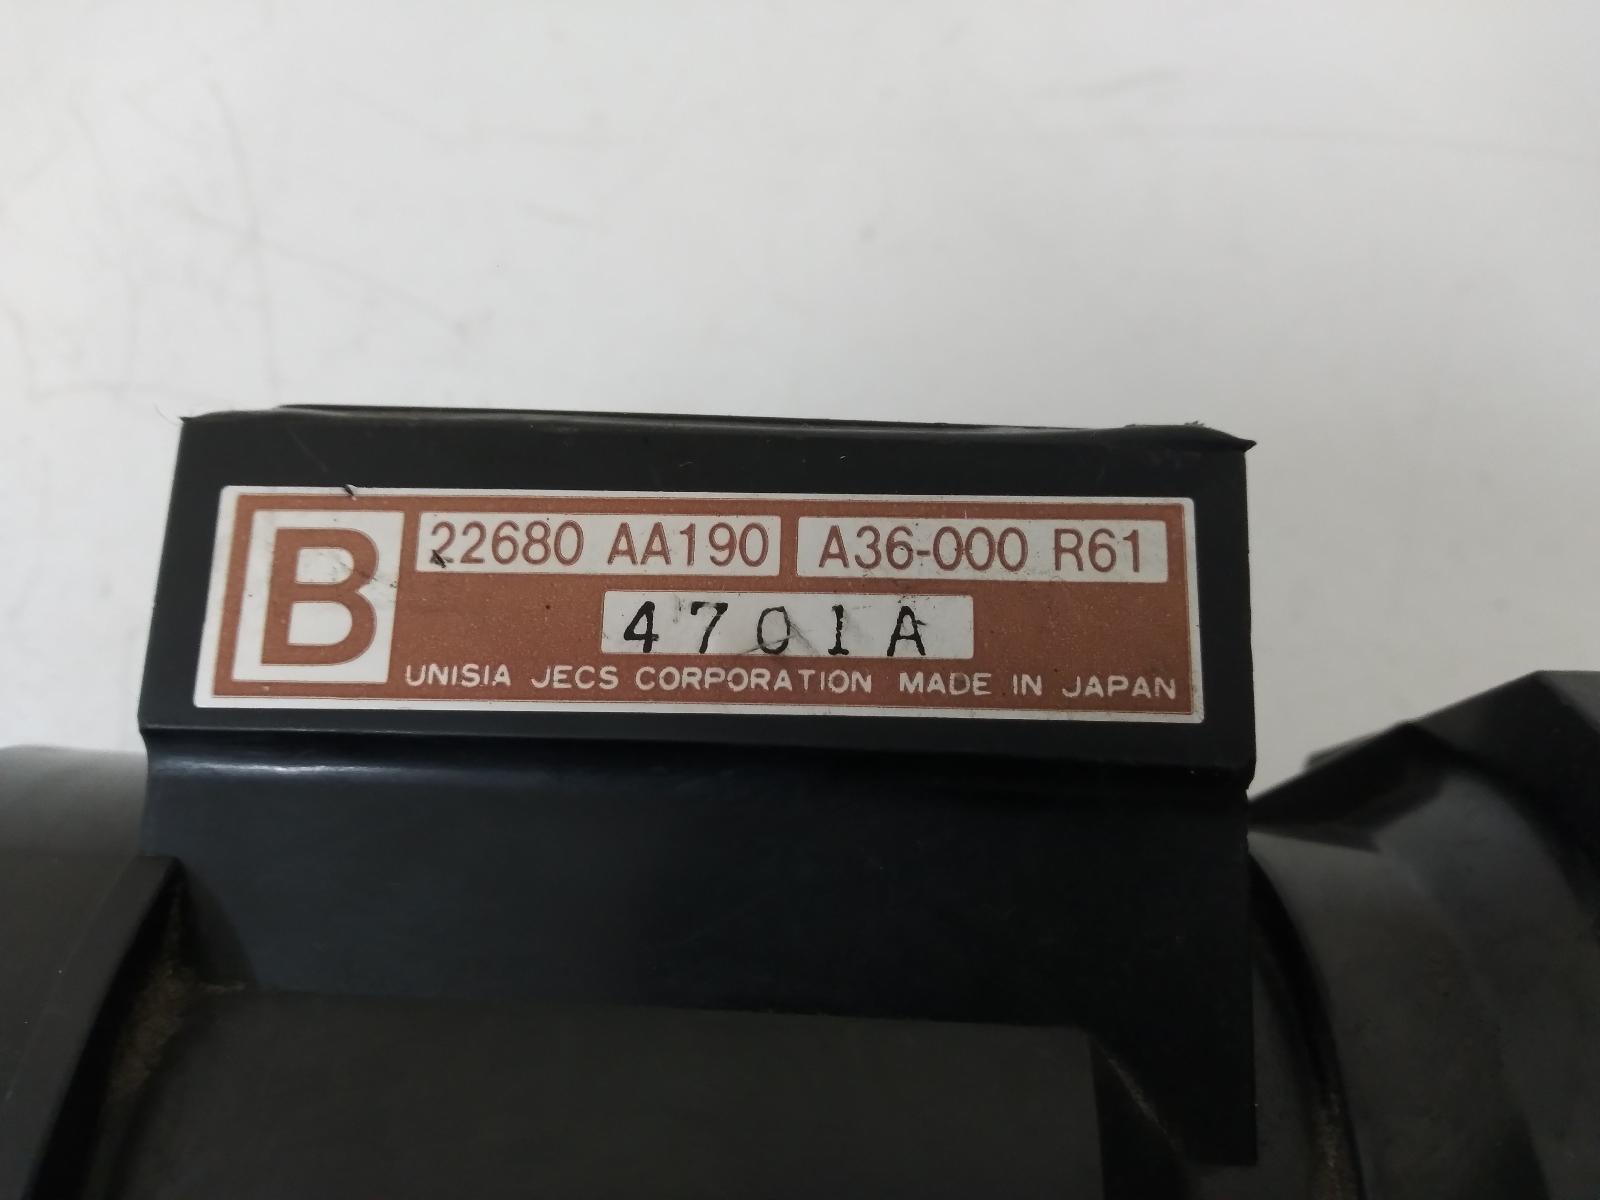 B
22680 AA190 A36-000 R61
4701A
UNISIA JECS CORPORATION MADE IN JAPAN